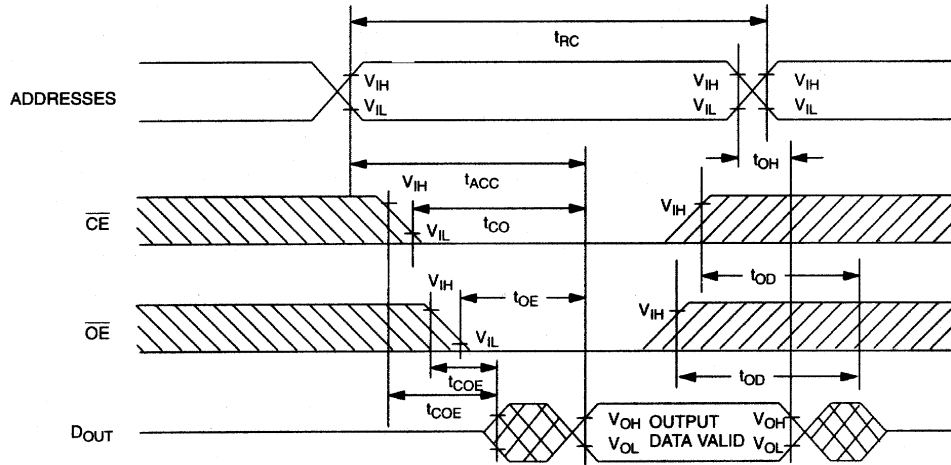 tRC
ADDRESSES
VIH VIH VIH
VIL VIL VIL
tOH
tACC
VIH
CE VIH
tCO
VIL
tOD
VIH
tOE
OE VIH
VIL
tCOE
tOD
tCOE
DOUT
VOH OUTPUT VOH
VOL DATA VALID VOL